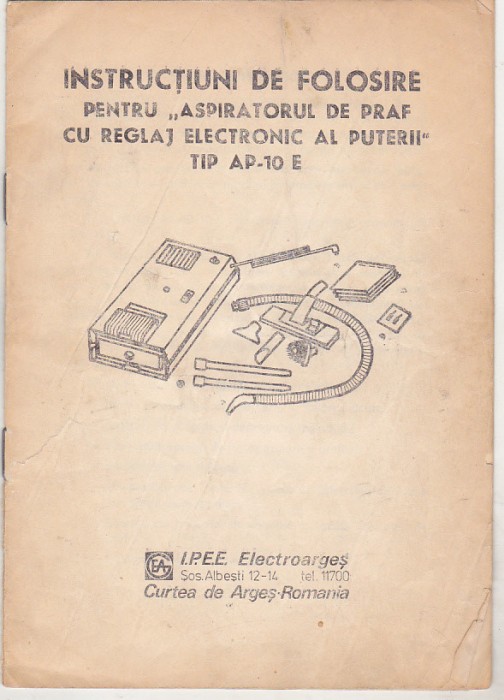 INSTRUCȚIUNI DE FOLOSIRE
PENTRU „ASPIRATORUL DE PRAF
CU REGLAJ ELECTRONIC AL PUTERII“
TIP AP-10 E
EA I.P.E.E. Electroargeș
Șos. Albești 12-14 tel. 11700
Curtea de Argeș-Romania